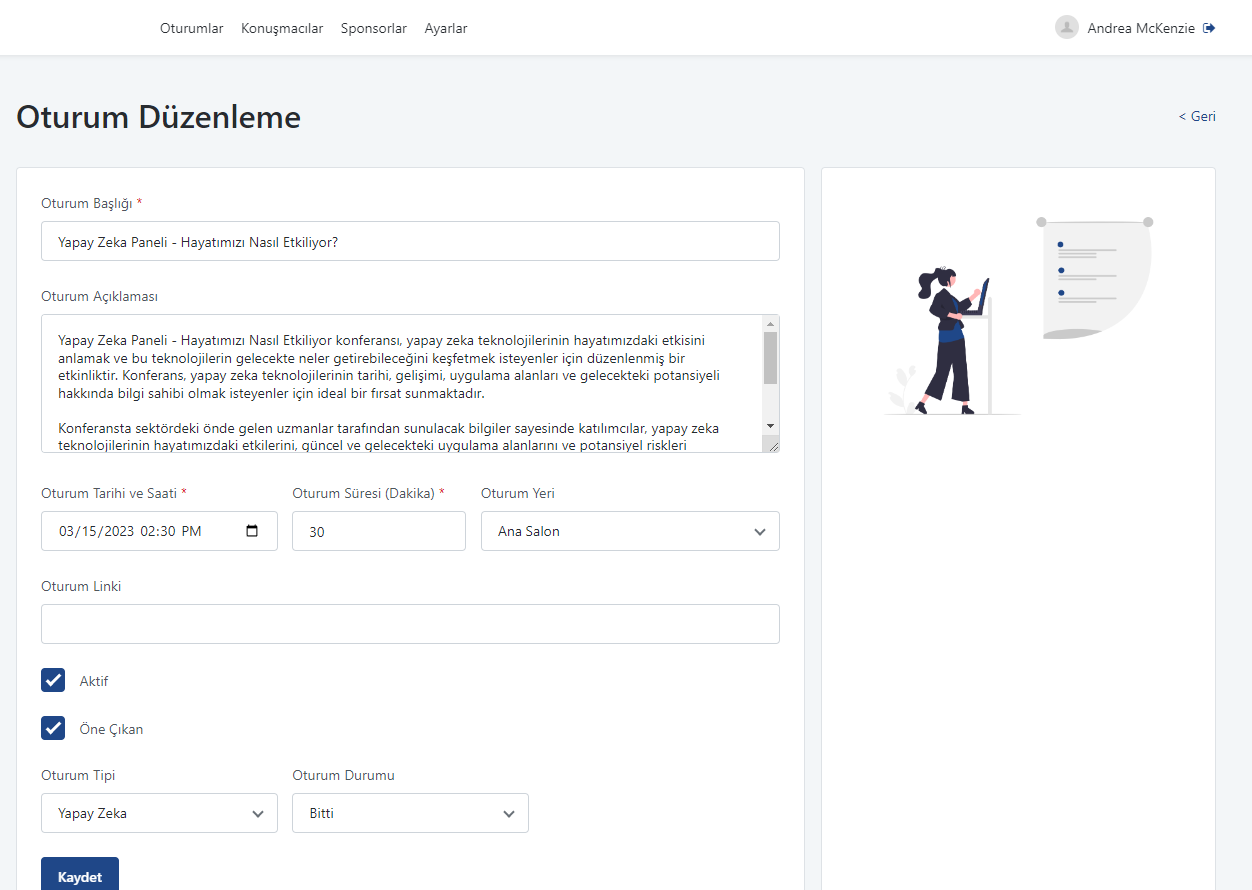 Oturumlar Konuşmacılar Sponsorlar Ayarlar Andrea McKenzie
Oturum Düzenleme
< Geri
Oturum Başlığı *
Yapay Zeka Paneli - Hayatımızı Nasıl Etkiliyor?
Oturum Açıklaması
Yapay Zeka Paneli - Hayatımızı Nasıl Etkiliyor konferansı, yapay zeka teknolojilerinin hayatımızdaki etkisini
anlamak ve bu teknolojilerin gelecekte neler getirebileceğini keşfetmek isteyenler için düzenlenmiş bir
etkinliktir. Konferans, yapay zeka teknolojilerinin tarihi, gelişimi, uygulama alanları ve gelecekteki potansiyeli
hakkında bilgi sahibi olmak isteyenler için ideal bir fırsat sunmaktadır.
Konferansta sektördeki önde gelen uzmanlar tarafından sunulacak bilgiler sayesinde katılımcılar, yapay zeka
teknolojilerinin hayatımızdaki etkilerini, güncel ve gelecekteki uygulama alanlarını ve potansiyel riskleri
Oturum Tarihi ve Saati * Oturum Süresi (Dakika) * Oturum Yeri
03/15/2023 02:30 PM 30 Ana Salon
Oturum Linki
Aktif
Öne Çıkan
Oturum Tipi Oturum Durumu
Yapay Zeka Bitti
Kaydet